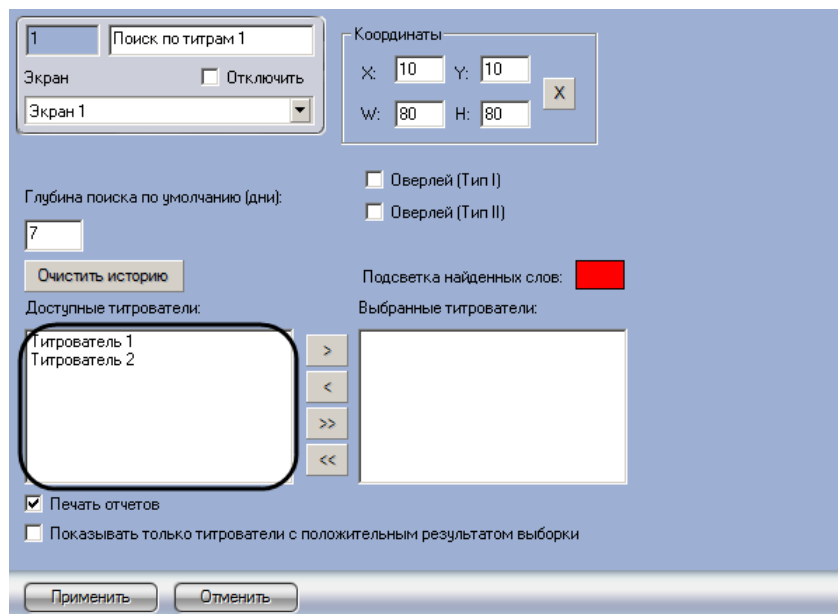 1 Поиск по титрам 1
Экран Отключить
Экран 1
Координаты
X: 10 Y: 10
W: 80 H: 80
X
Оверлей (Тип I)
Оверлей (Тип II)
Глубина поиска по умолчанию (дни):
7
Очистить историю
Подсветка найденных слов:
Доступные титрователи:
Титрователь 1
Титрователь 2
>
<
>>
<<
Выбранные титрователи:
Печать отчетов
Показывать только титрователи с положительным результатом выборки
Применить Отменить